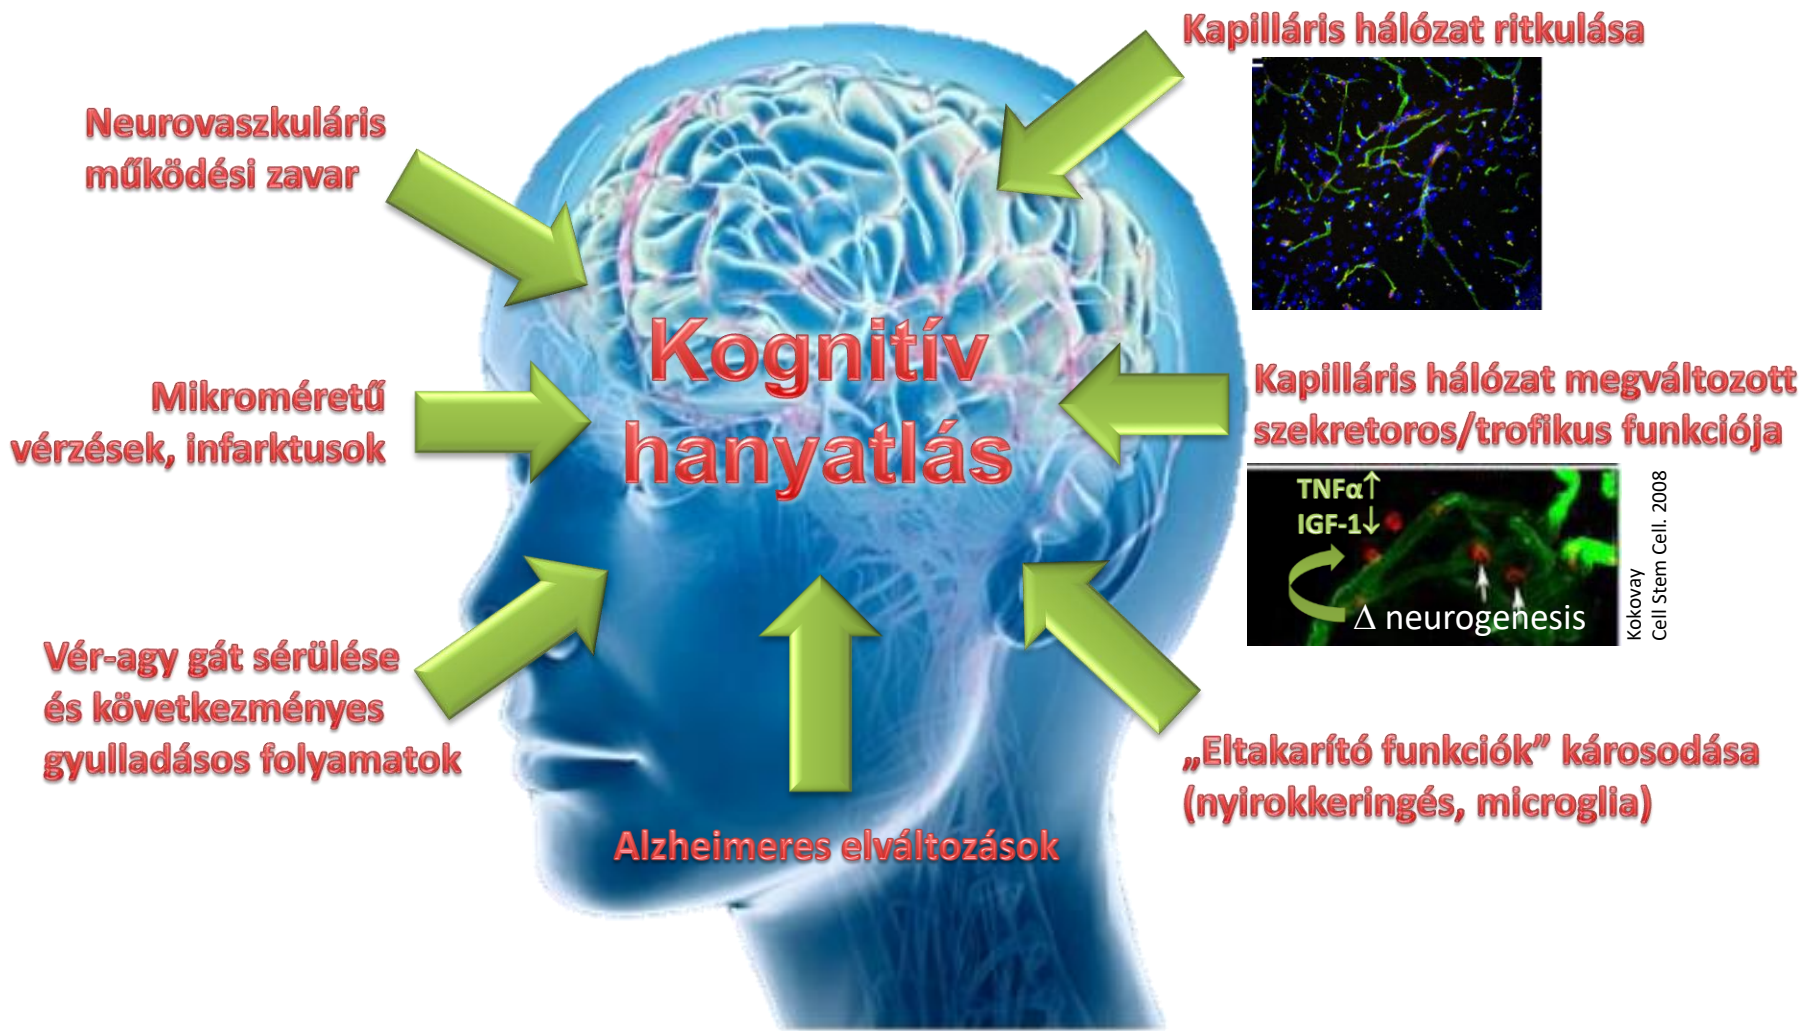 Kapilláris hálózat ritkulása
Neurovaszkuláris
működési zavar
Kognitív
hanyatlás
Mikroméretű
vérzések, infarktusok
Kapilláris hálózat megváltozott
szekretoros/trofikus funkciója
TNFα↑
IGF-1↓
Δ neurogenesis
Kokovay
Cell Stem Cell. 2008
Vér-agy gát sérülése
és következményes
gyulladásos folyamatok
„Eltakarító funkciók” károsodása
(nyirokkeringés, microglia)
Alzheimeres elváltozások